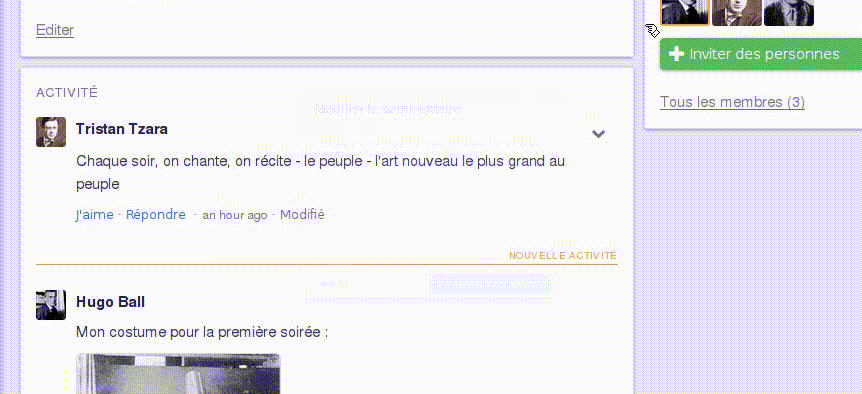 Editer
Inviter des personnes
Tous les membres (3)
ACTIVITÉ
Tristan Tzara
Chaque soir, on chante, on récite - le peuple - l'art nouveau le plus grand au
peuple
J'aime · Répondre · an hour ago · Modifié
NOUVELLE ACTIVITÉ
Hugo Ball
Mon costume pour la première soirée :